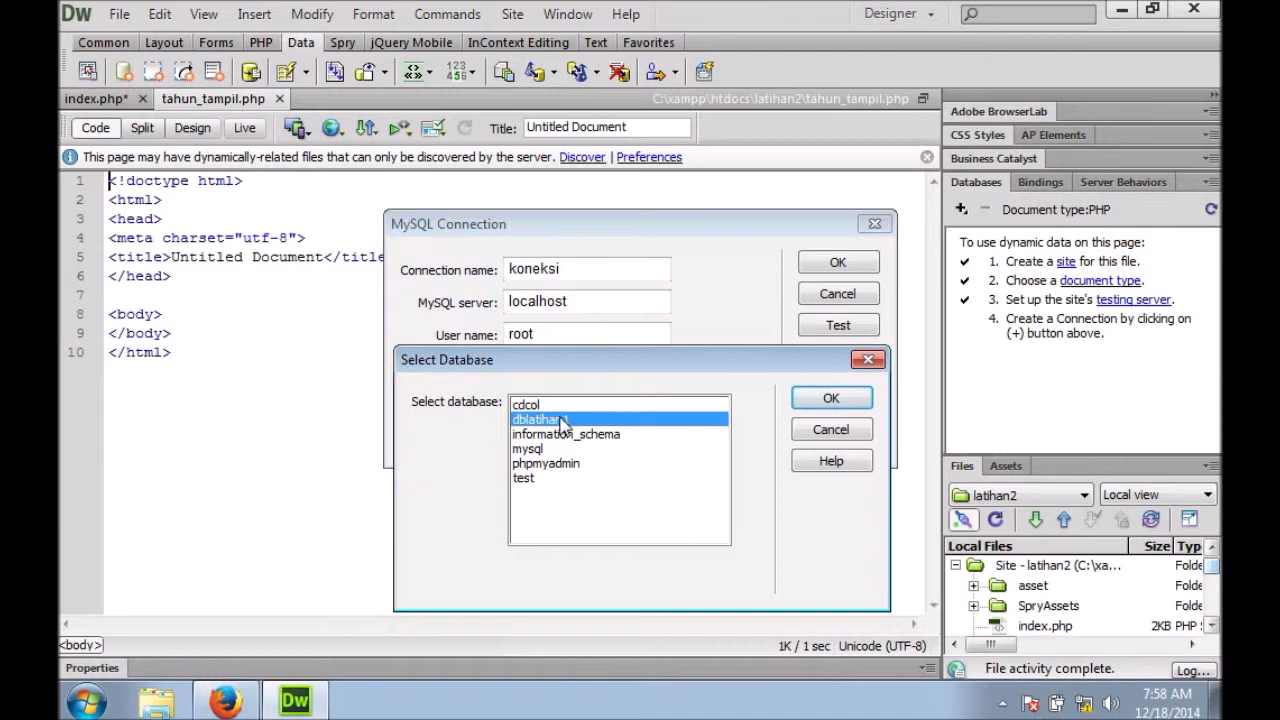 Dw File Edit View Insert Modify Format Commands Site Window Help Designer
Common Layout Forms PHP Data Spry jQuery Mobile InContext Editing Text Favorites
index.php* tahun_tampil.php C:\xampp\htdocs\latihan2\tahun_tampil.php
Code Split Design Live Title: Untitled Document
This page may have dynamically-related files that can only be discovered by the server. Discover | Preferences
1 <!doctype html>
2 <html>
3 <head>
4 <meta charset="utf-8">
5 <title>Untitled Document</title
6 </head>
7
8 <body>
9 </body>
10 </html>
MySQL Connection
Connection name: koneksi
MySQL server: localhost
User name: root
OK
Cancel
Test
Select Database
Select database:
cdcol
information_schema
mysql
phpmyadmin
test
OK
Cancel
Help
Adobe BrowserLab
CSS Styles AP Elements
Business Catalyst
Databases Bindings Server Behaviors
Document type:PHP
To use dynamic data on this page:
1. Create a site for this file.
2. Choose a document type.
3. Set up the site's testing server.
4. Create a Connection by clicking on
(+) button above.
Files Assets
latihan2 Local view
Local Files Size Typ
Site - latihan2 (C:\xa... Folde
asset Folde
SpryAssets Folde
index.php 2KB PHP
File activity complete. Log...
<body> 1K / 1 sec Unicode (UTF-8)
Properties
Dw
7:58 AM
12/18/2014